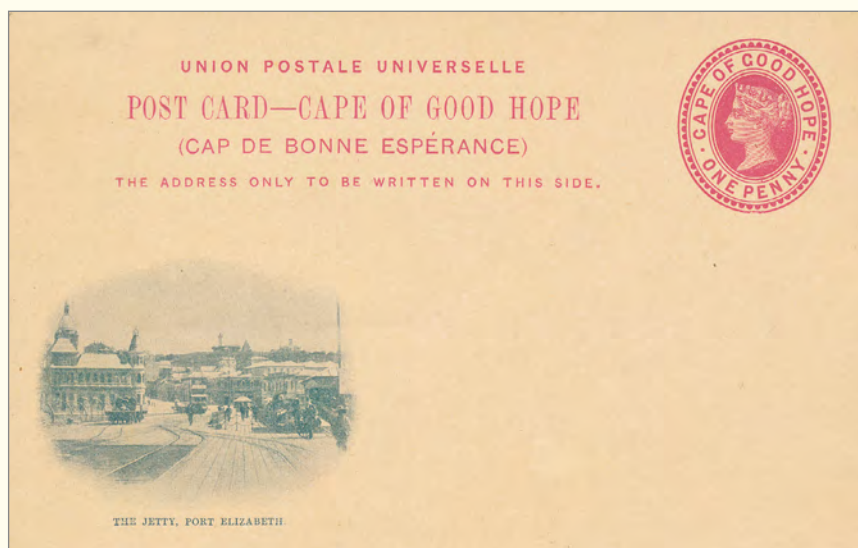 UNION POSTALE UNIVERSELLE
POST CARD—CAPE OF GOOD HOPE
(CAP DE BONNE ESPÉRANCE)
THE ADDRESS ONLY TO BE WRITTEN ON THIS SIDE.
· CAPE OF GOOD HOPE ·
ONE PENNY
THE JETTY, PORT ELIZABETH.